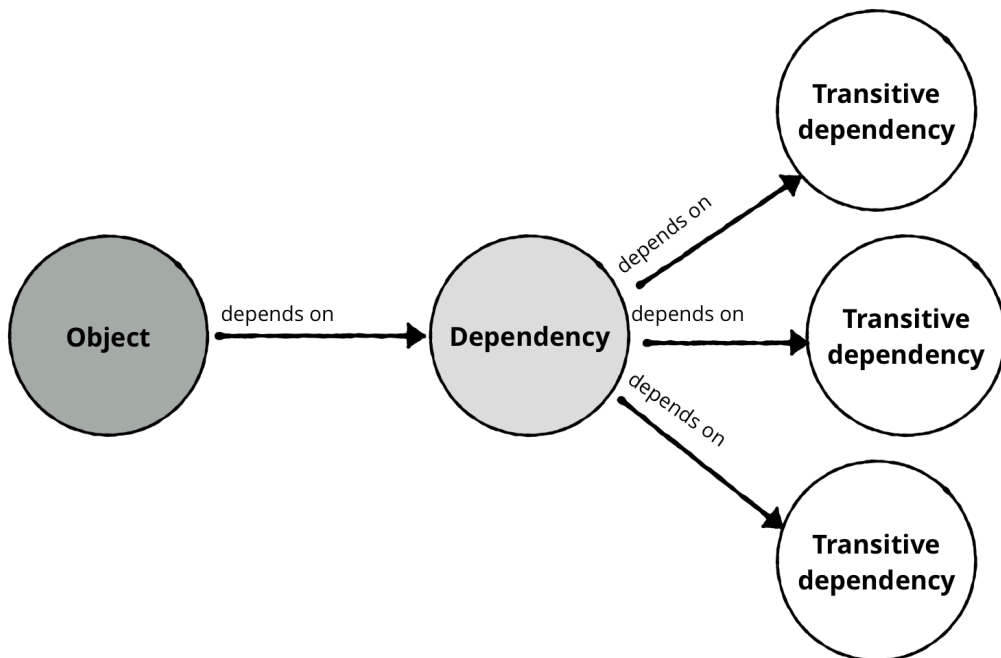 Object
depends on
Dependency
depends on
Transitive
dependency
depends on
Transitive
dependency
depends on
Transitive
dependency